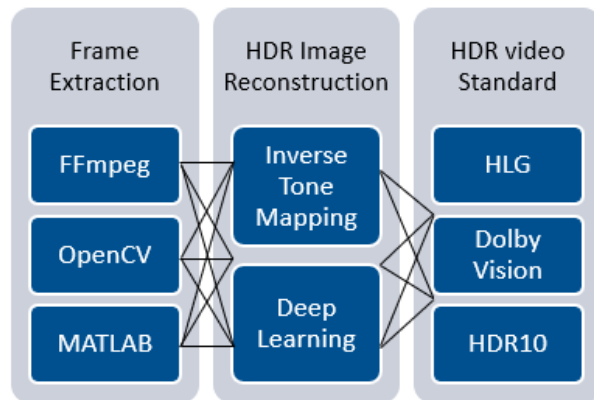 Frame
Extraction
FFmpeg
OpenCV
MATLAB
HDR Image
Reconstruction
Inverse
Tone
Mapping
Deep
Learning
HDR video
Standard
HLG
Dolby
Vision
HDR10